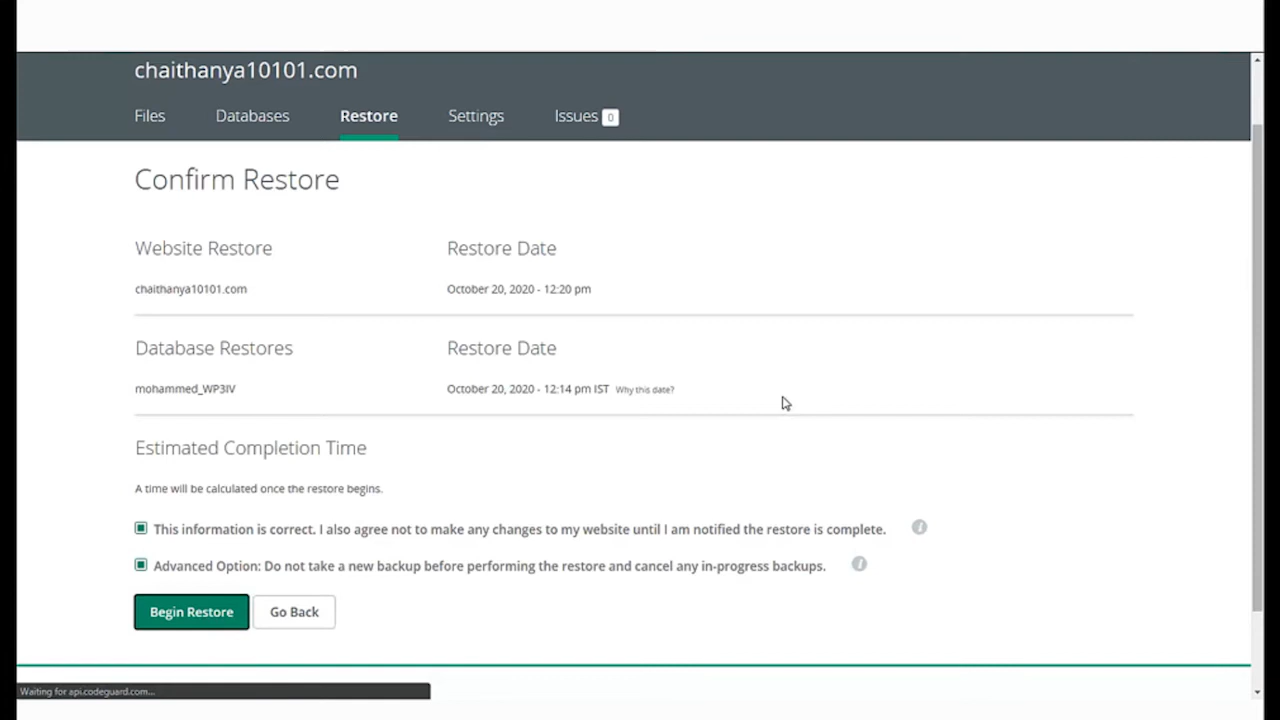 chaithanya10101.com
Files Databases Restore Settings Issues 0
Confirm Restore
Website Restore Restore Date
chaithanya10101.com October 20, 2020 - 12:20 pm
Database Restores Restore Date
mohammed_WP3IV October 20, 2020 - 12:14 pm IST Why this date?
Estimated Completion Time
A time will be calculated once the restore begins.
This information is correct. I also agree not to make any changes to my website until I am notified the restore is complete. i
Advanced Option: Do not take a new backup before performing the restore and cancel any in-progress backups. i
Begin Restore Go Back
Waiting for api.codeguard.com...